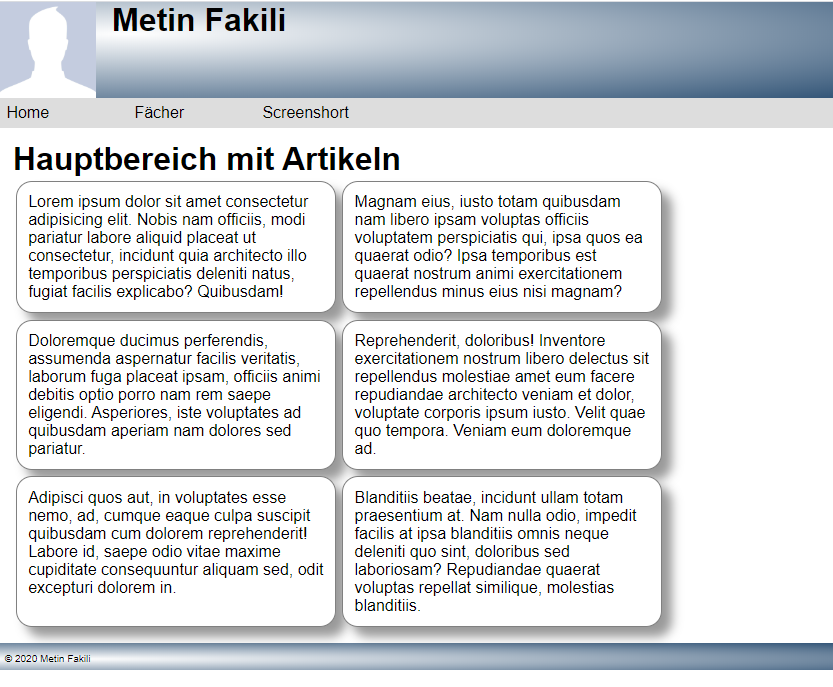 Metin Fakili
Home Fächer Screenshort
Hauptbereich mit Artikeln
Lorem ipsum dolor sit amet consectetur
adipisicing elit. Nobis nam officiis, modi
pariatur labore aliquid placeat ut
consectetur, incidunt quia architecto illo
temporibus perspiciatis deleniti natus,
fugiat facilis explicabo? Quibusdam!
Magnam eius, iusto totam quibusdam
nam libero ipsam voluptas officiis
voluptatem perspiciatis qui, ipsa quos ea
quaerat odio? Ipsa temporibus est
quaerat nostrum animi exercitationem
repellendus minus eius nisi magnam?
Doloremque ducimus perferendis,
assumenda aspernatur facilis veritatis,
laborum fuga placeat ipsam, officiis animi
debitis optio porro nam rem saepe
eligendi. Asperiores, iste voluptates ad
quibusdam aperiam nam dolores sed
pariatur.
Reprehenderit, doloribus! Inventore
exercitationem nostrum libero delectus sit
repellendus molestiae amet eum facere
repudiandae architecto veniam et dolor,
voluptate corporis ipsum iusto. Velit quae
quo tempora. Veniam eum doloremque
ad.
Adipisci quos aut, in voluptates esse
nemo, ad, cumque eaque culpa suscipit
quibusdam cum dolorem reprehenderit!
Labore id, saepe odio vitae maxime
cupiditate consequuntur aliquam sed, odit
excepturi dolorem in.
Blanditiis beatae, incidunt ullam totam
praesentium at. Nam nulla odio, impedit
facilis at ipsa blanditiis omnis neque
deleniti quo sint, doloribus sed
laboriosam? Repudiandae quaerat
voluptas repellat similique, molestias
blanditiis.
© 2020 Metin Fakili